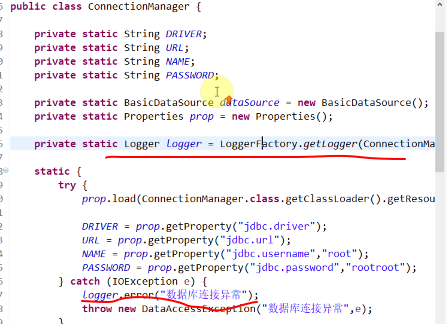 public class ConnectionManager {
private static String DRIVER;
private static String URL;
private static String NAME;
private static String PASSWORD;
private static BasicDataSource dataSource = new BasicDataSource();
private static Properties prop = new Properties();
private static Logger logger = LoggerFactory.getLogger(ConnectionMa
static {
try {
prop.load(ConnectionManager.class.getClassLoader().getResou
DRIVER = prop.getProperty("jdbc.driver");
URL = prop.getProperty("jdbc.url");
NAME = prop.getProperty("jdbc.username","root");
PASSWORD = prop.getProperty("jdbc.password","rootroot");
} catch (IOException e) {
logger.error("数据库连接异常");
throw new DataAccessException("数据库连接异常",e);
}